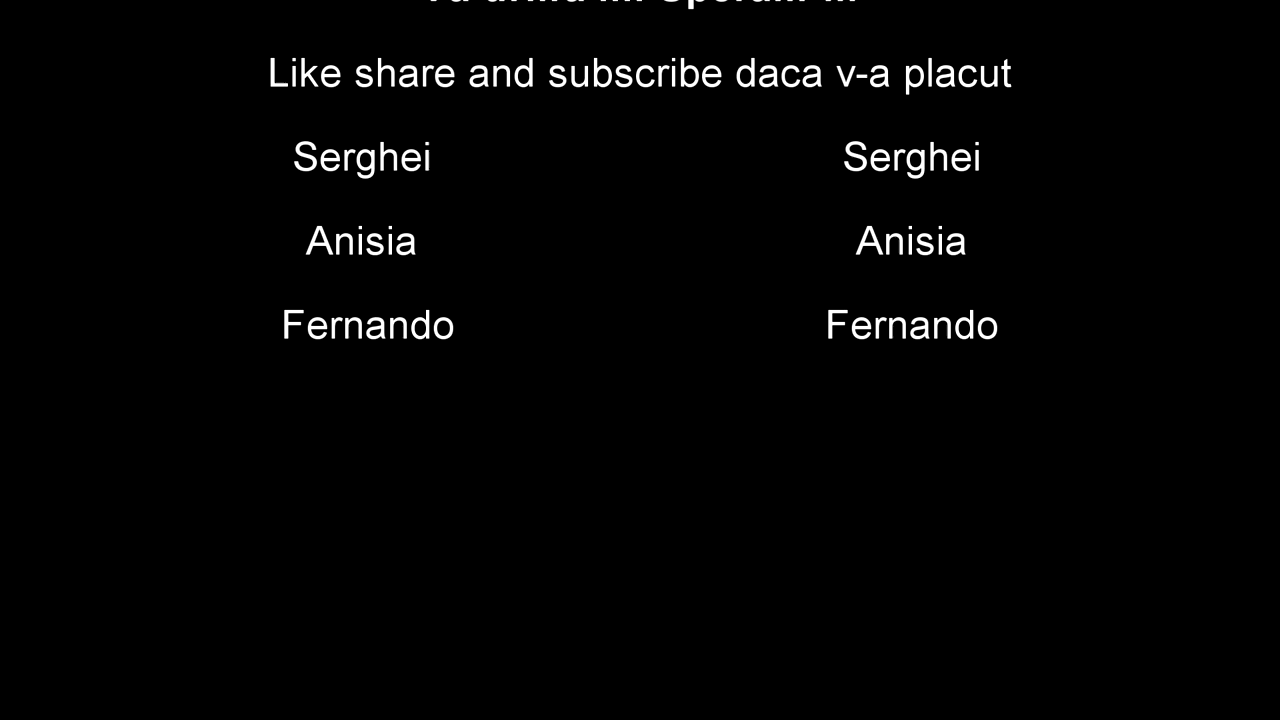 Like share and subscribe daca v-a placut
Serghei Serghei
Anisia Anisia
Fernando Fernando